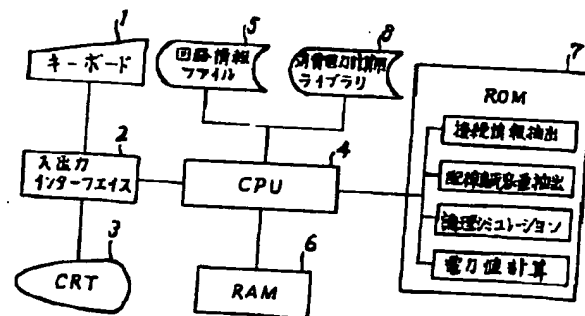 1
キーボード
5
回路情報
ファイル
8
消費電力計算用
ライブラリ
7
ROM
接続情報抽出
配線負荷容量抽出
論理シミュレーション
電力値計算
2
入出力
インターフェイス
4
CPU
3
CRT
6
RAM